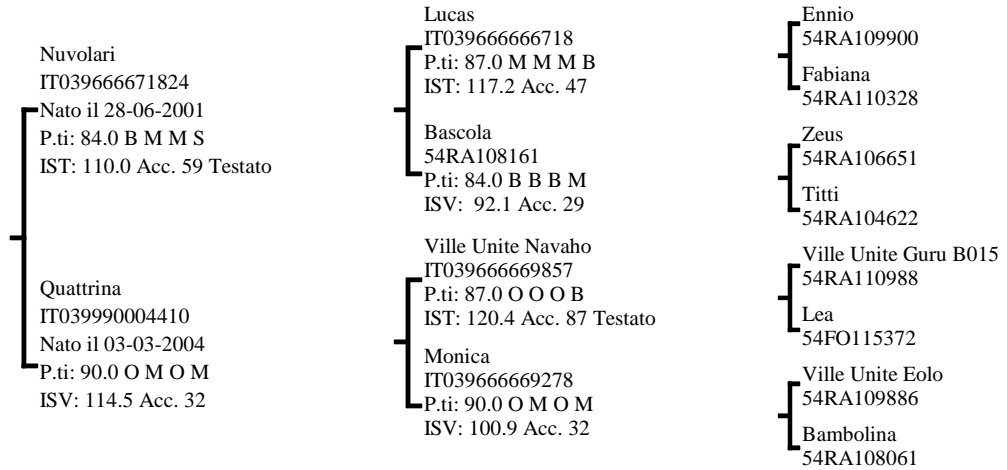 Nuvolari
IT039666671824
Nato il 28-06-2001
P.ti: 84.0 B M M S
IST: 110.0 Acc. 59 Testato
Quattrina
IT039990004410
Nato il 03-03-2004
P.ti: 90.0 O M O M
ISV: 114.5 Acc. 32
Lucas
IT039666666718
P.ti: 87.0 M M M B
IST: 117.2 Acc. 47
Bascola
54RA108161
P.ti: 84.0 B B B M
ISV: 92.1 Acc. 29
Ville Unite Navaho
IT039666669857
P.ti: 87.0 O O O B
IST: 120.4 Acc. 87 Testato
Monica
IT039666669278
P.ti: 90.0 O M O M
ISV: 100.9 Acc. 32
Ennio
54RA109900
Fabiana
54RA110328
Zeus
54RA106651
Titti
54RA104622
Ville Unite Guru B015
54RA110988
Lea
54FO115372
Ville Unite Eolo
54RA109886
Bambolina
54RA108061